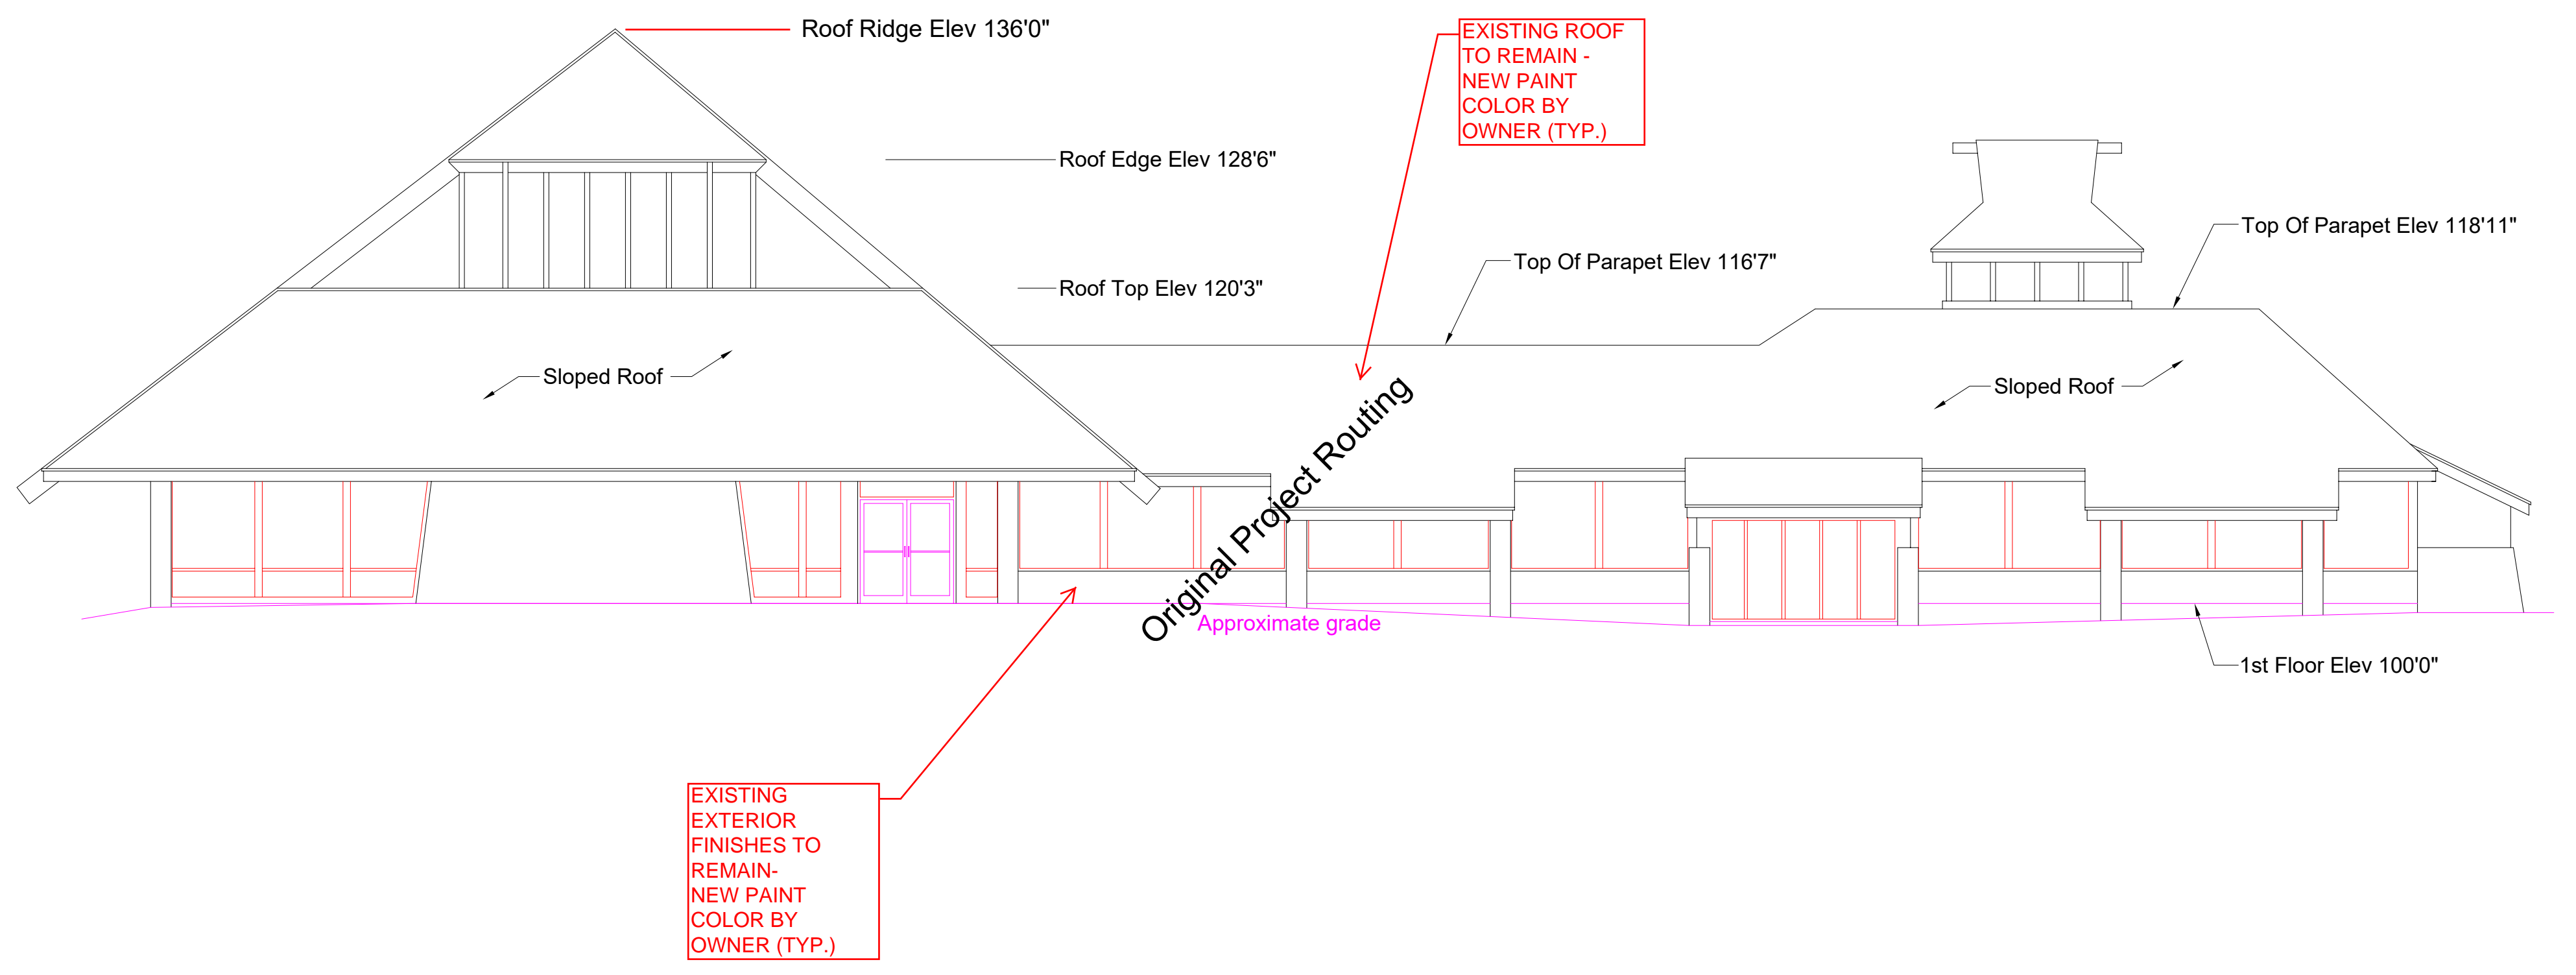 Roof Ridge Elev 136'0"
EXISTING ROOF
TO REMAIN -
NEW PAINT
COLOR BY
OWNER (TYP.)
Roof Edge Elev 128'6"
Top Of Parapet Elev 118'11"
Top Of Parapet Elev 116'7"
Roof Top Elev 120'3"
Sloped Roof
Sloped Roof
Original Project Routing
Approximate grade
1st Floor Elev 100'0"
EXISTING
EXTERIOR
FINISHES TO
REMAIN-
NEW PAINT
COLOR BY
OWNER (TYP.)